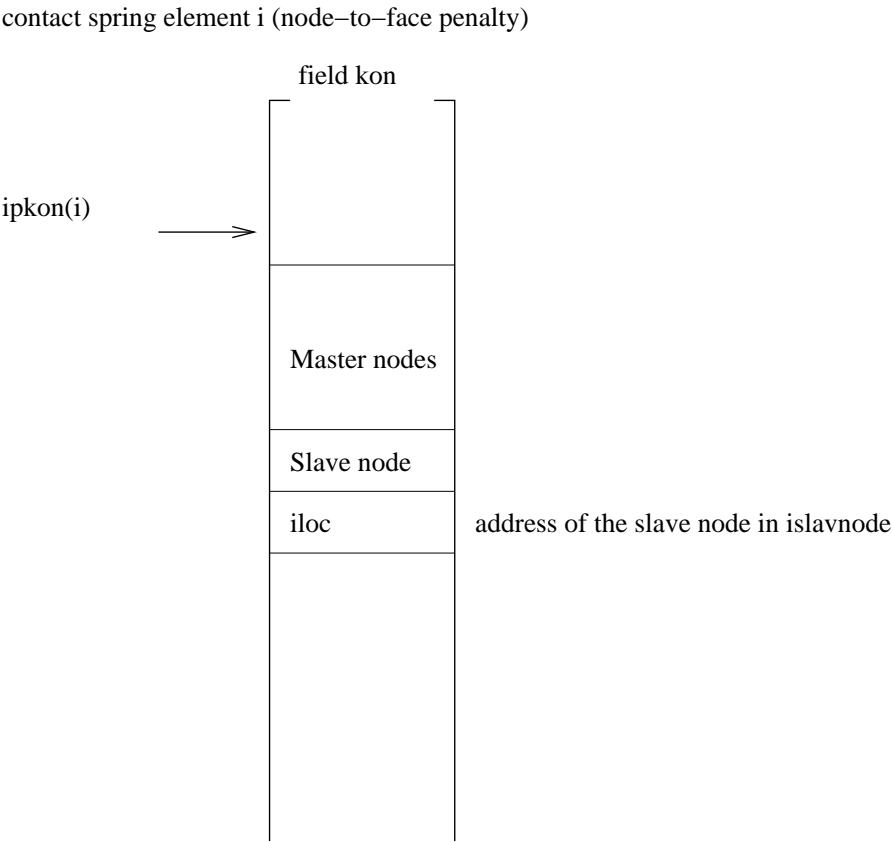 contact spring element i (node−to−face penalty)
field kon
ipkon(i)
Master nodes
Slave node
iloc address of the slave node in islavnode